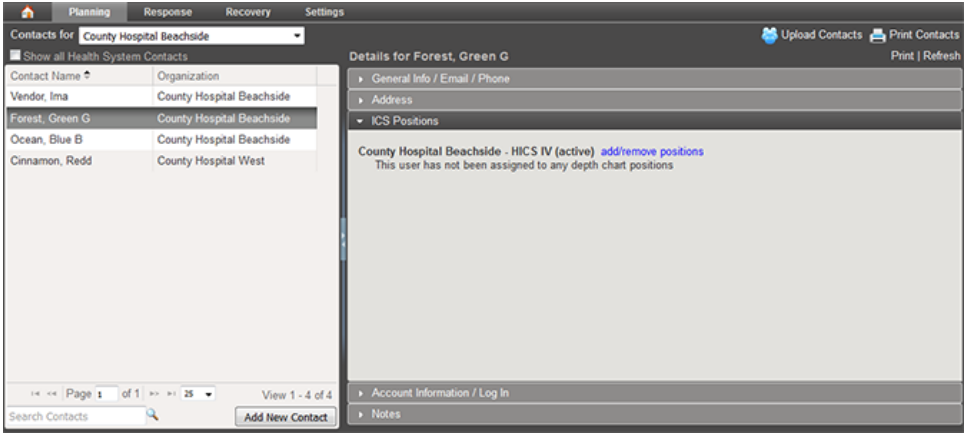 Planning Response Recovery Settings
Contacts for County Hospital Beachside
Upload Contacts Print Contacts
Show all Health System Contacts
Contact Name Organization
Vendor, Ima County Hospital Beachside
Forest, Green G County Hospital Beachside
Ocean, Blue B County Hospital Beachside
Cinnamon, Redd County Hospital West
Page 1 of 1 25 View 1 - 4 of 4
Search Contacts Add New Contact
Details for Forest, Green G Print | Refresh
General Info / Email / Phone
Address
ICS Positions
County Hospital Beachside - HICS IV (active) add/remove positions
This user has not been assigned to any depth chart positions
Account Information / Log In
Notes